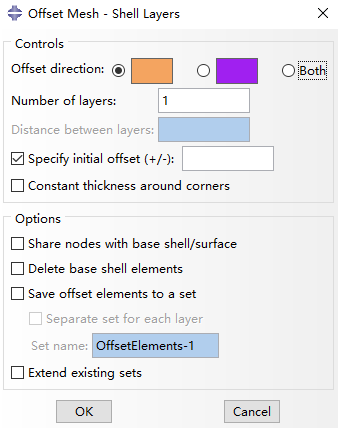 Offset Mesh - Shell Layers
Controls
Offset direction: Both
Number of layers: 1
Distance between layers:
Specify initial offset (+/-):
Constant thickness around corners
Options
Share nodes with base shell/surface
Delete base shell elements
Save offset elements to a set
Separate set for each layer
Set name: OffsetElements-1
Extend existing sets
OK Cancel